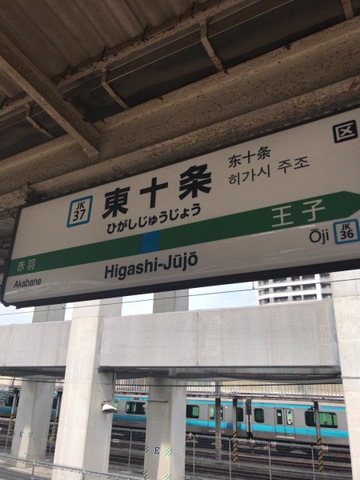 区
JK
37
東十条
ひがしじゅうじょう
东十条
히가시 주조
赤羽
Akabane
Higashi-Jūjō
王子
Ōji
JK
36
E
E